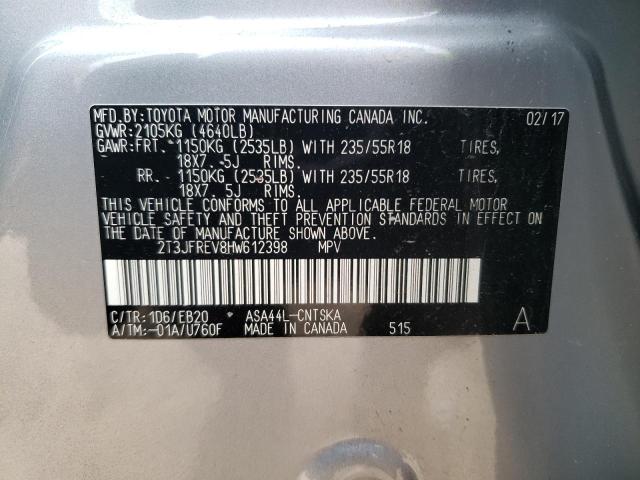 MFD.BY:TOYOTA MOTOR MANUFACTURING CANADA INC. 02/17
GVWR:2105KG (4640LB)
GAWR:FRT. *1150KG (2535LB) WITH 235/55R18 TIRES,
18X7. 5J RIMS.
RR. *1150KG (2535LB) WITH 235/55R18 TIRES,
18X7. 5J RIMS.
THIS VEHICLE CONFORMS TO ALL APPLICABLE FEDERAL MOTOR
VEHICLE SAFETY AND THEFT PREVENTION STANDARDS IN EFFECT ON
THE DATE OF MANUFACTURE SHOWN ABOVE.
2T3JFREV8HW612398 MPV
C/TR:1D6/EB20 * ASA44L-CNTSKA
A/TM:-01A/U760F MADE IN CANADA 515 A